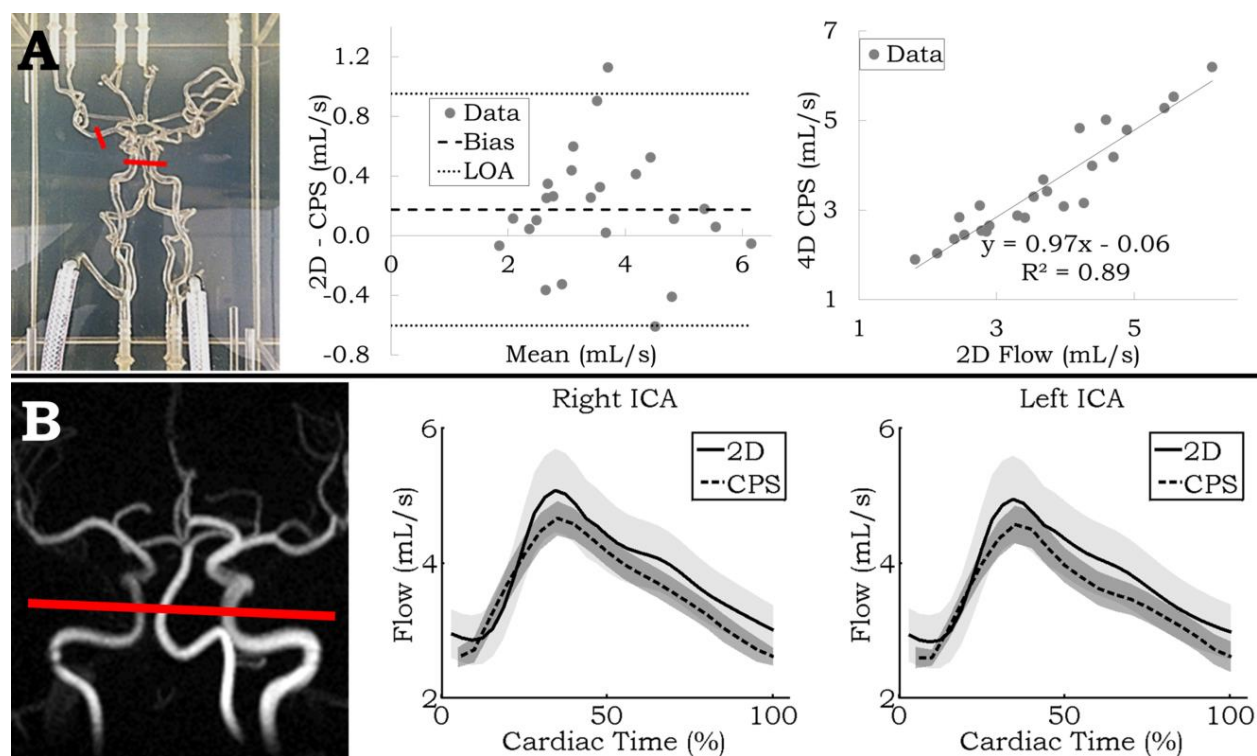 A
2D - CPS (mL/s)
1.2
0.8
0.4
0.0
-0.4
-0.8
0
2
4
6
Data
Bias
LOA
Mean (mL/s)
4D CPS (mL/s)
7
5
3
1
1
3
5
Data
y = 0.97x - 0.06
R² = 0.89
2D Flow (mL/s)
B
Right ICA
Flow (mL/s)
6
4
2
0
50
100
2D
CPS
Cardiac Time (%)
Left ICA
Flow (mL/s)
6
4
2
0
50
100
2D
CPS
Cardiac Time (%)